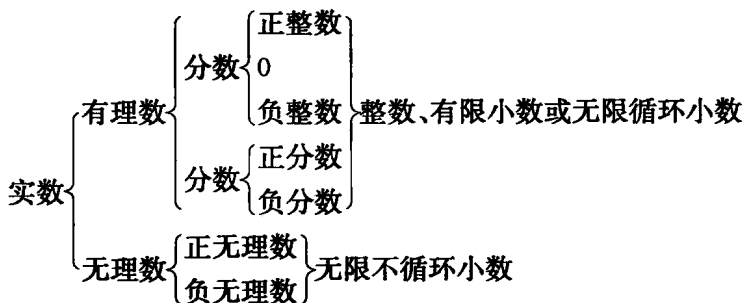 正整数
分数 0
有理数 负整数 整数、有限小数或无限循环小数
正分数
分数
实数 负分数
正无理数
无理数 无限不循环小数
负无理数